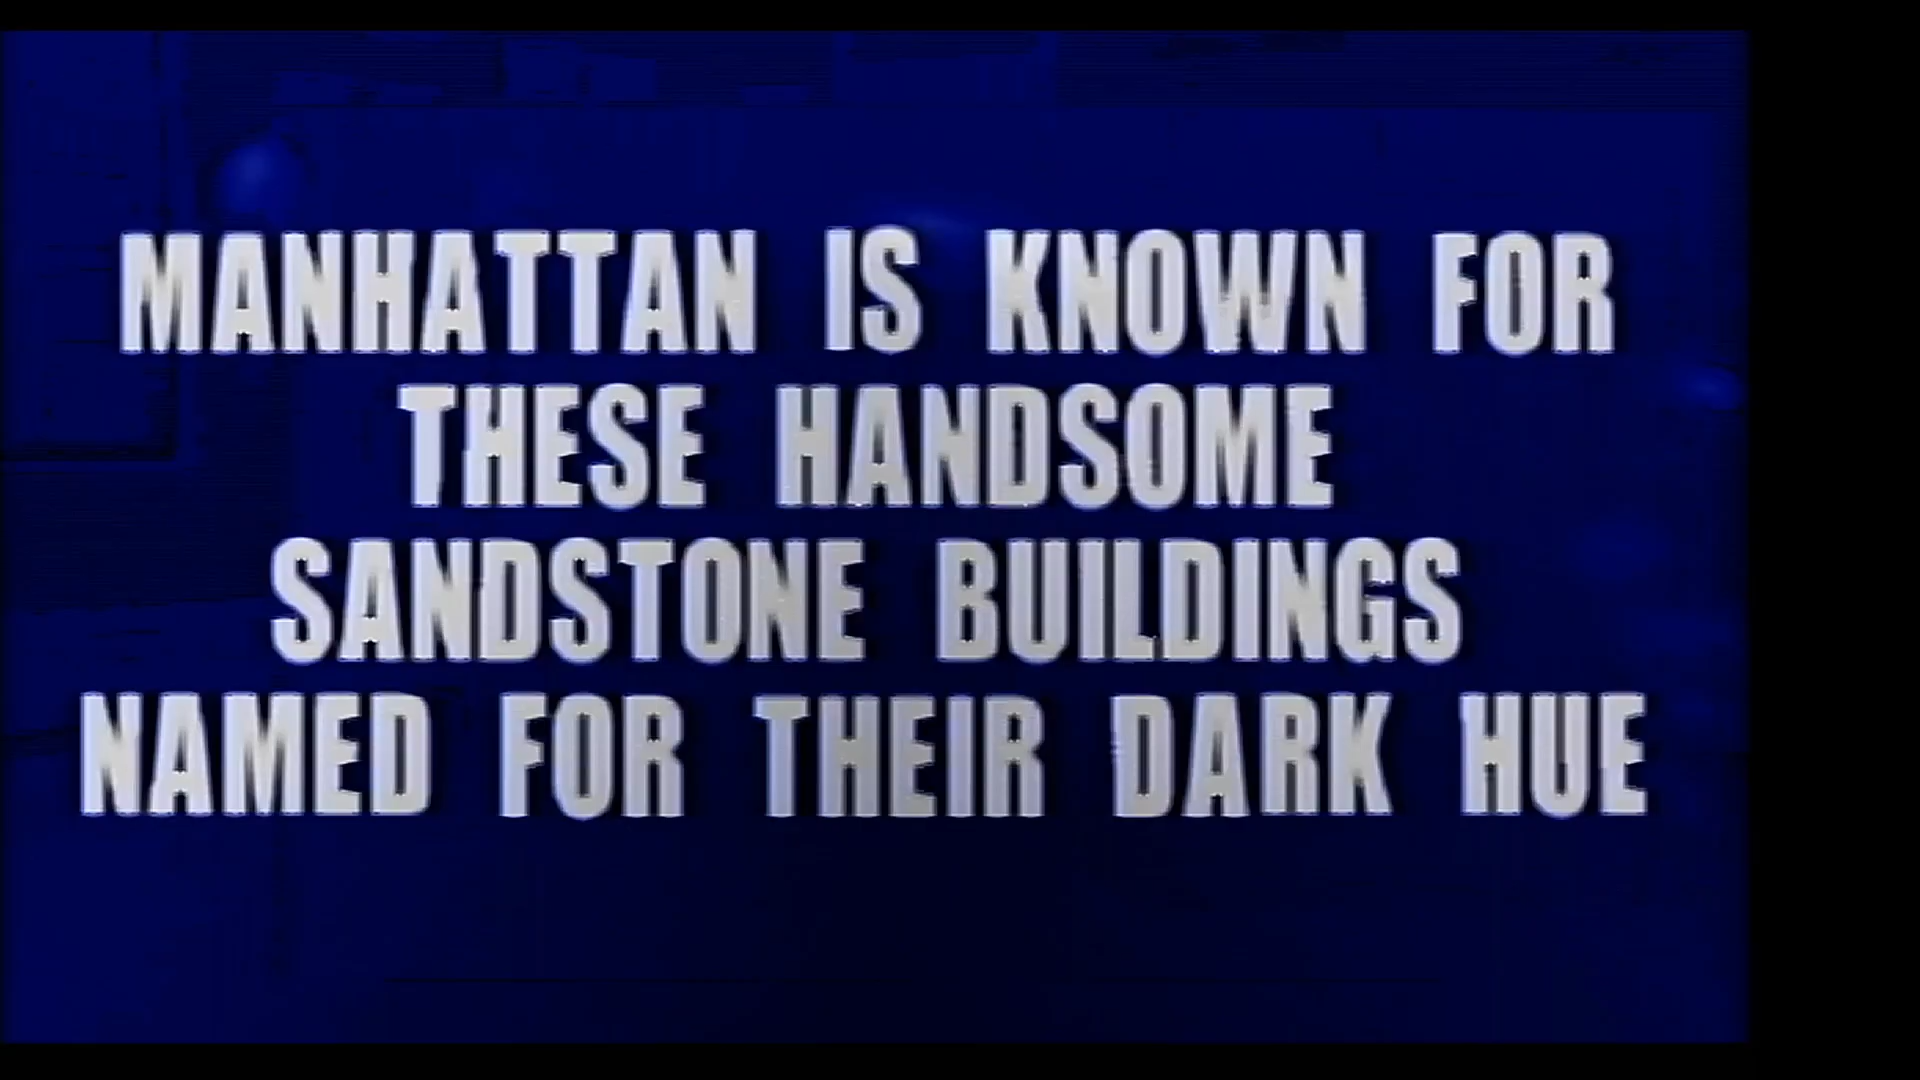 MANHATTAN IS KNOWN FOR
THESE HANDSOME
SANDSTONE BUILDINGS
NAMED FOR THEIR DARK HUE